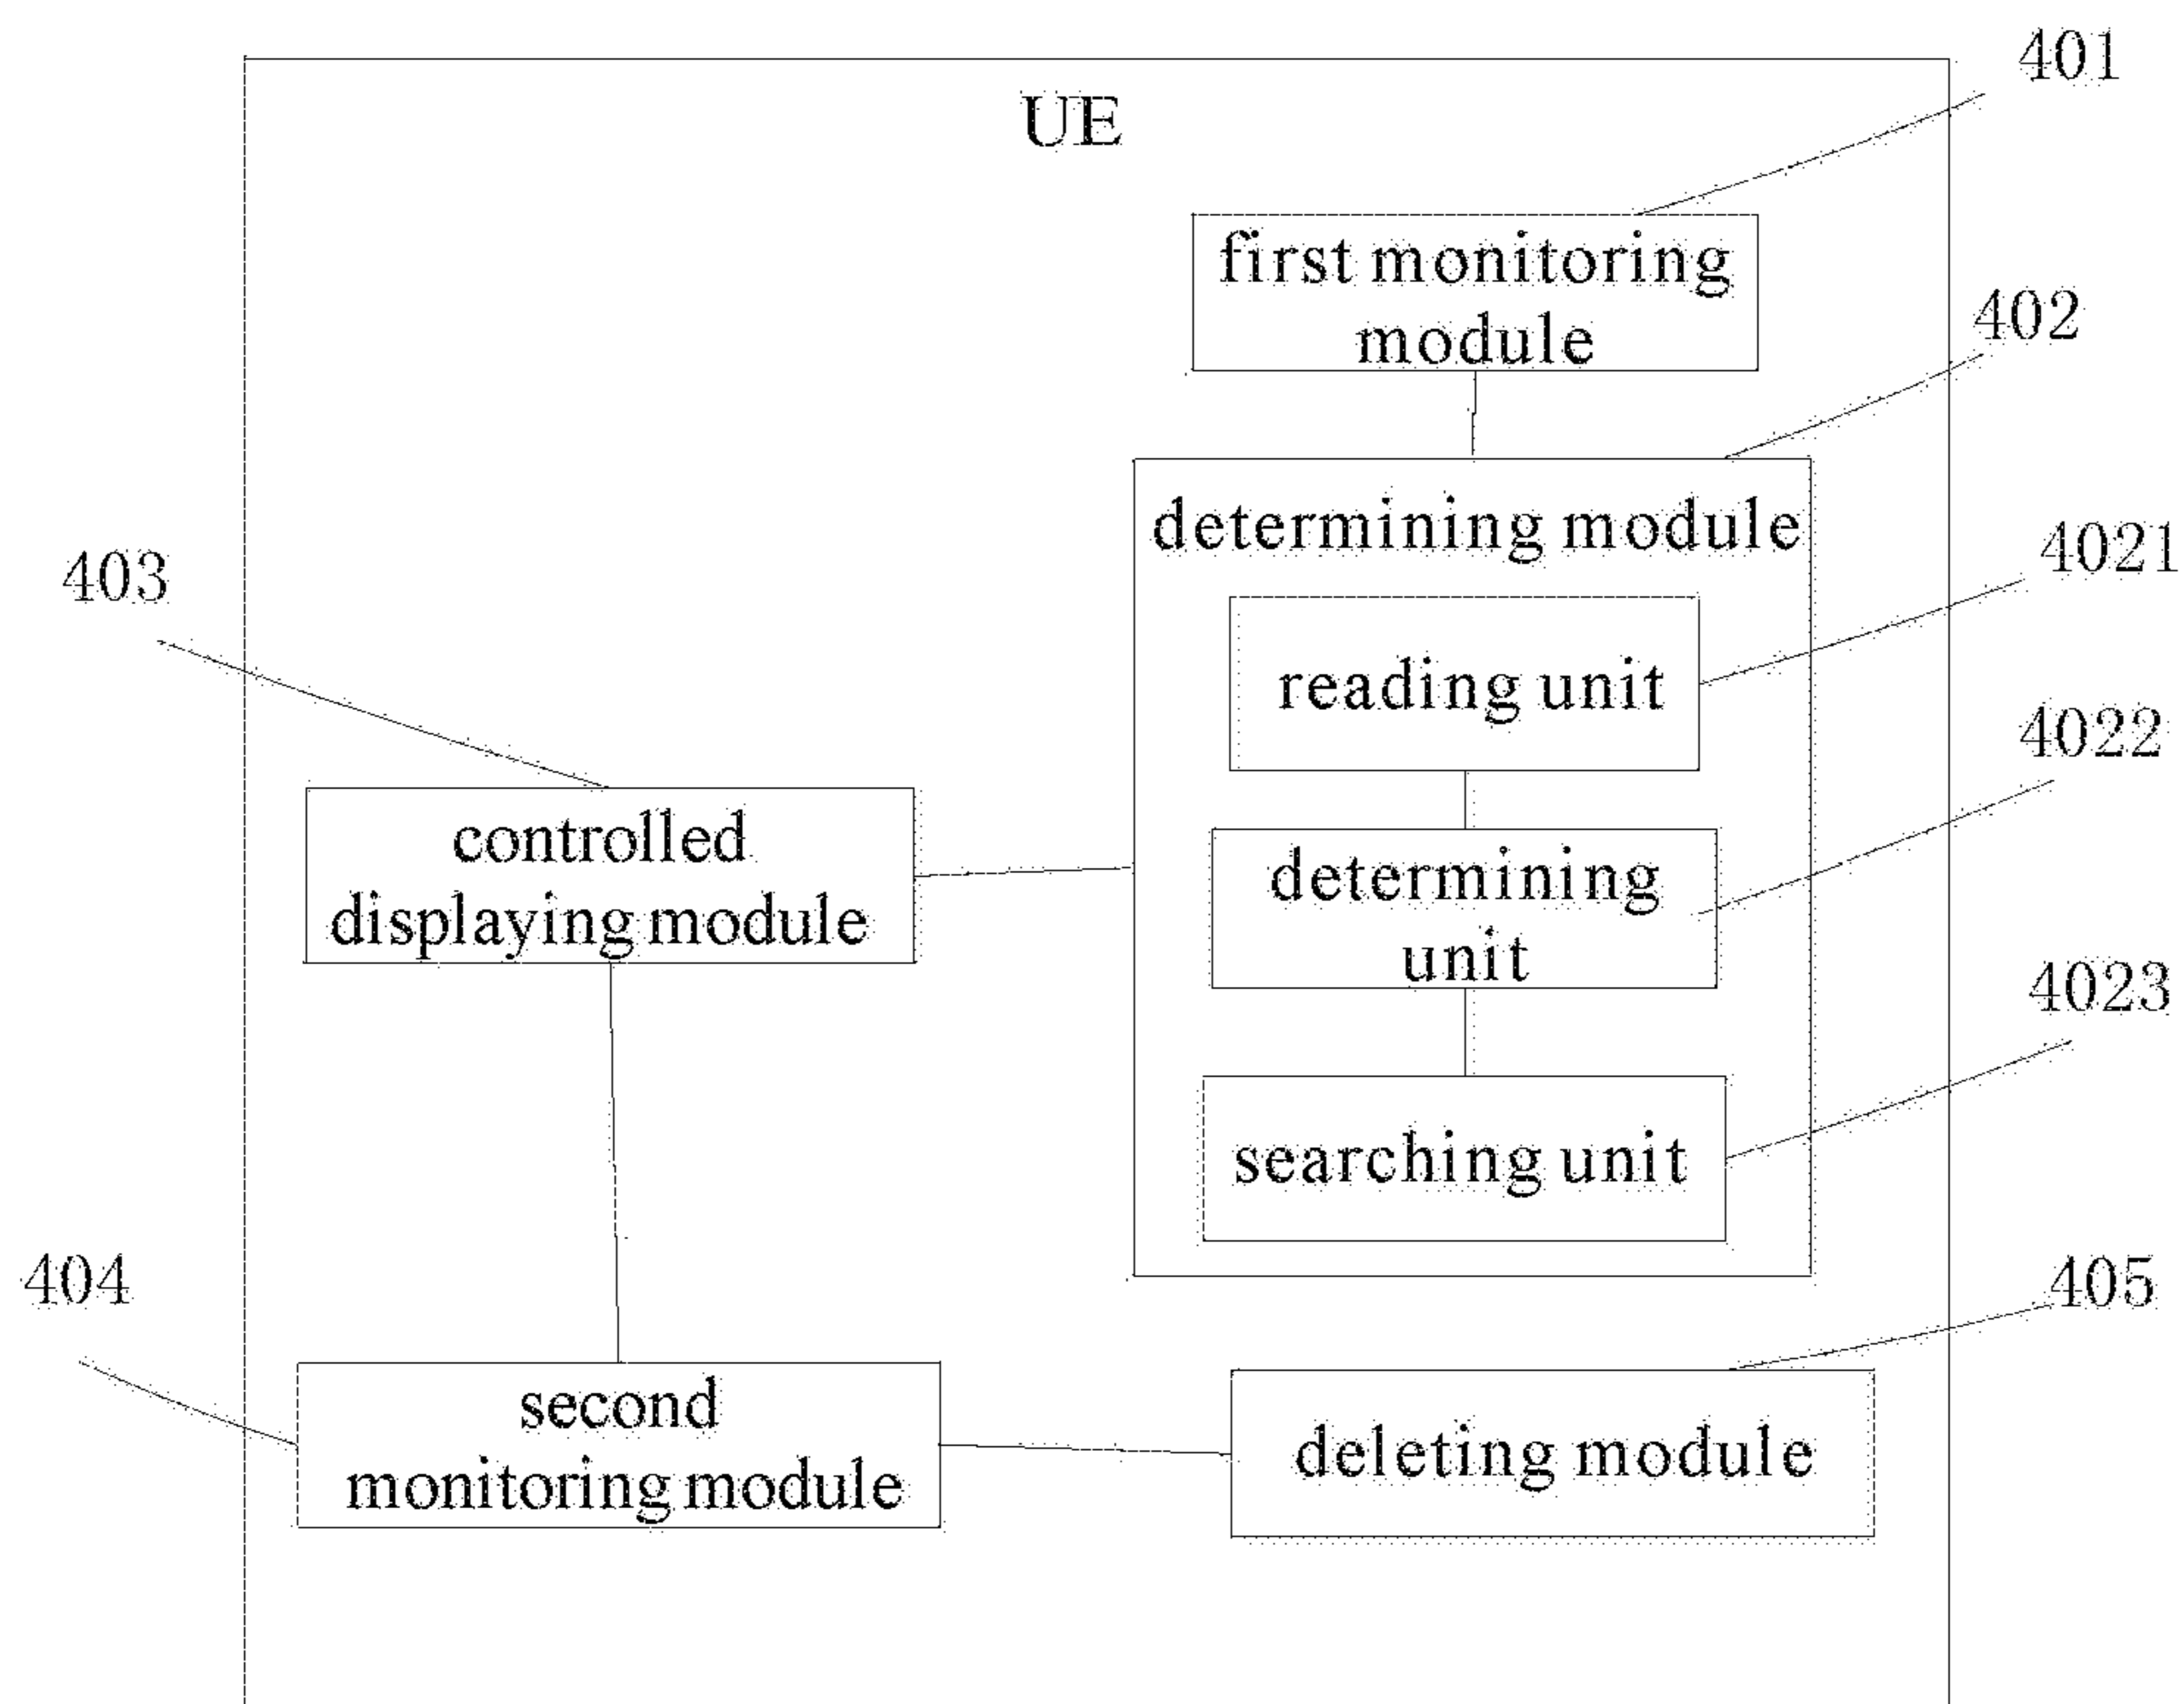 401
UE
first monitoring
module
402
determining module
4021
403
reading unit
4022
controlled
displaying module
determining
unit
4023
searching unit
404
405
second
monitoring module
deleting module